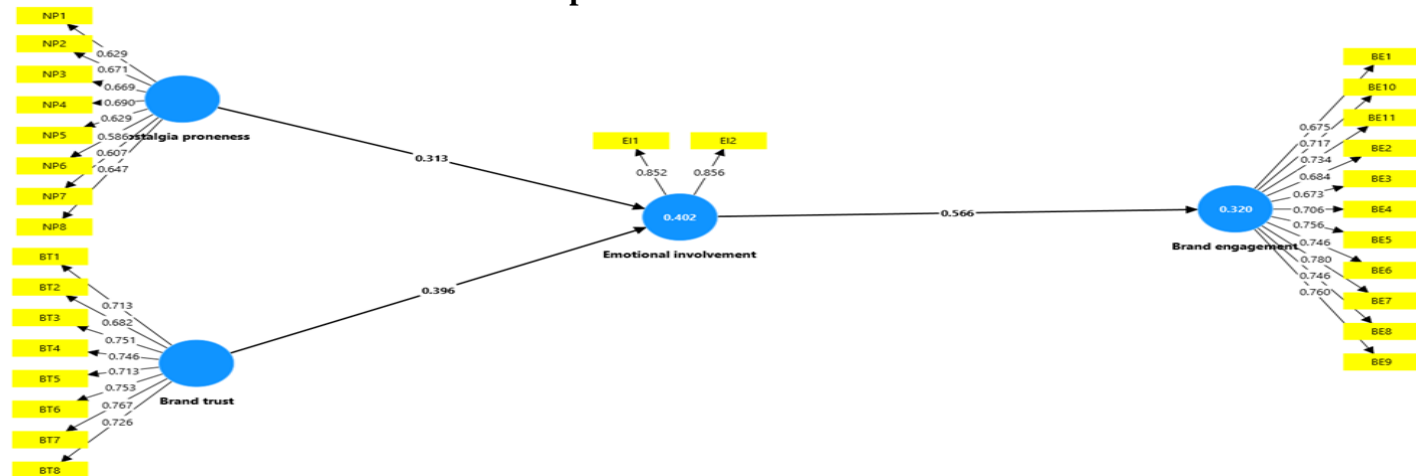 NP1
NP2
NP3
NP4
NP5
NP6
NP7
NP8
0.629
0.671
0.669
0.690
0.629
0.586
0.607
0.647
ostalgia proneness
0.313
BT1
BT2
BT3
BT4
BT5
BT6
BT7
BT8
0.713
0.682
0.751
0.746
0.713
0.753
0.767
0.726
Brand trust
0.396
EI1
EI2
0.852
0.856
0.402
Emotional involvement
0.566
0.320
Brand engagement
0.675
0.717
0.734
0.684
0.673
0.706
0.756
0.746
0.780
0.746
0.760
BE1
BE10
BE11
BE2
BE3
BE4
BE5
BE6
BE7
BE8
BE9